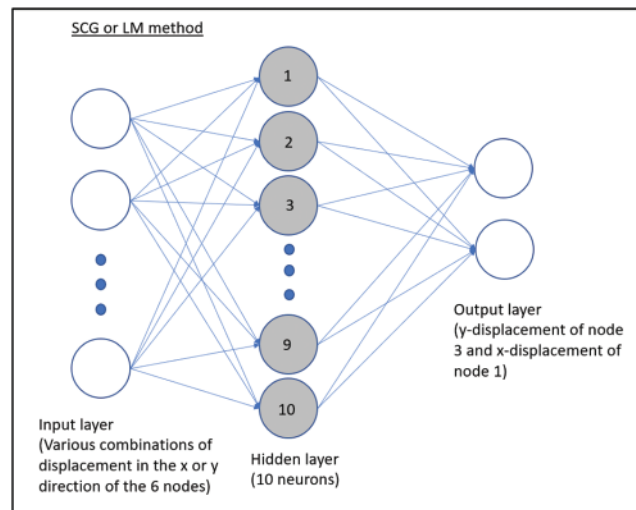 SCG or LM method
1
2
3
9
10
Input layer
(Various combinations of
displacement in the x or y
direction of the 6 nodes)
Hidden layer
(10 neurons)
Output layer
(y-displacement of node
3 and x-displacement of
node 1)